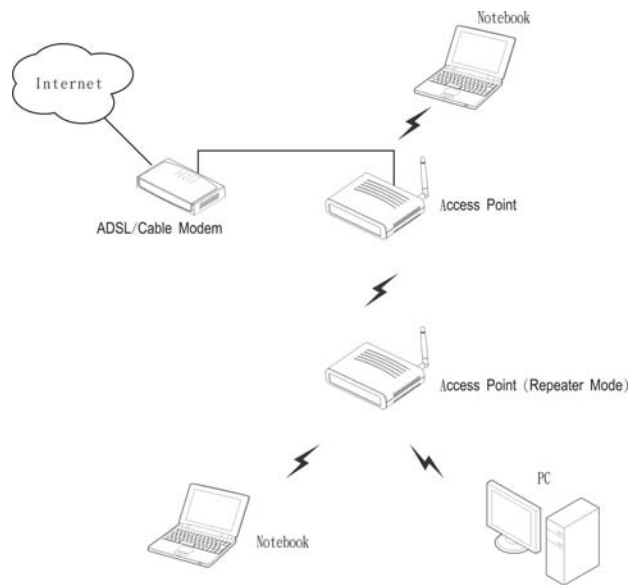 Notebook
Internet
Access Point
ADSL/Cable Modem
Access Point (Repeater Mode)
PC
Notebook